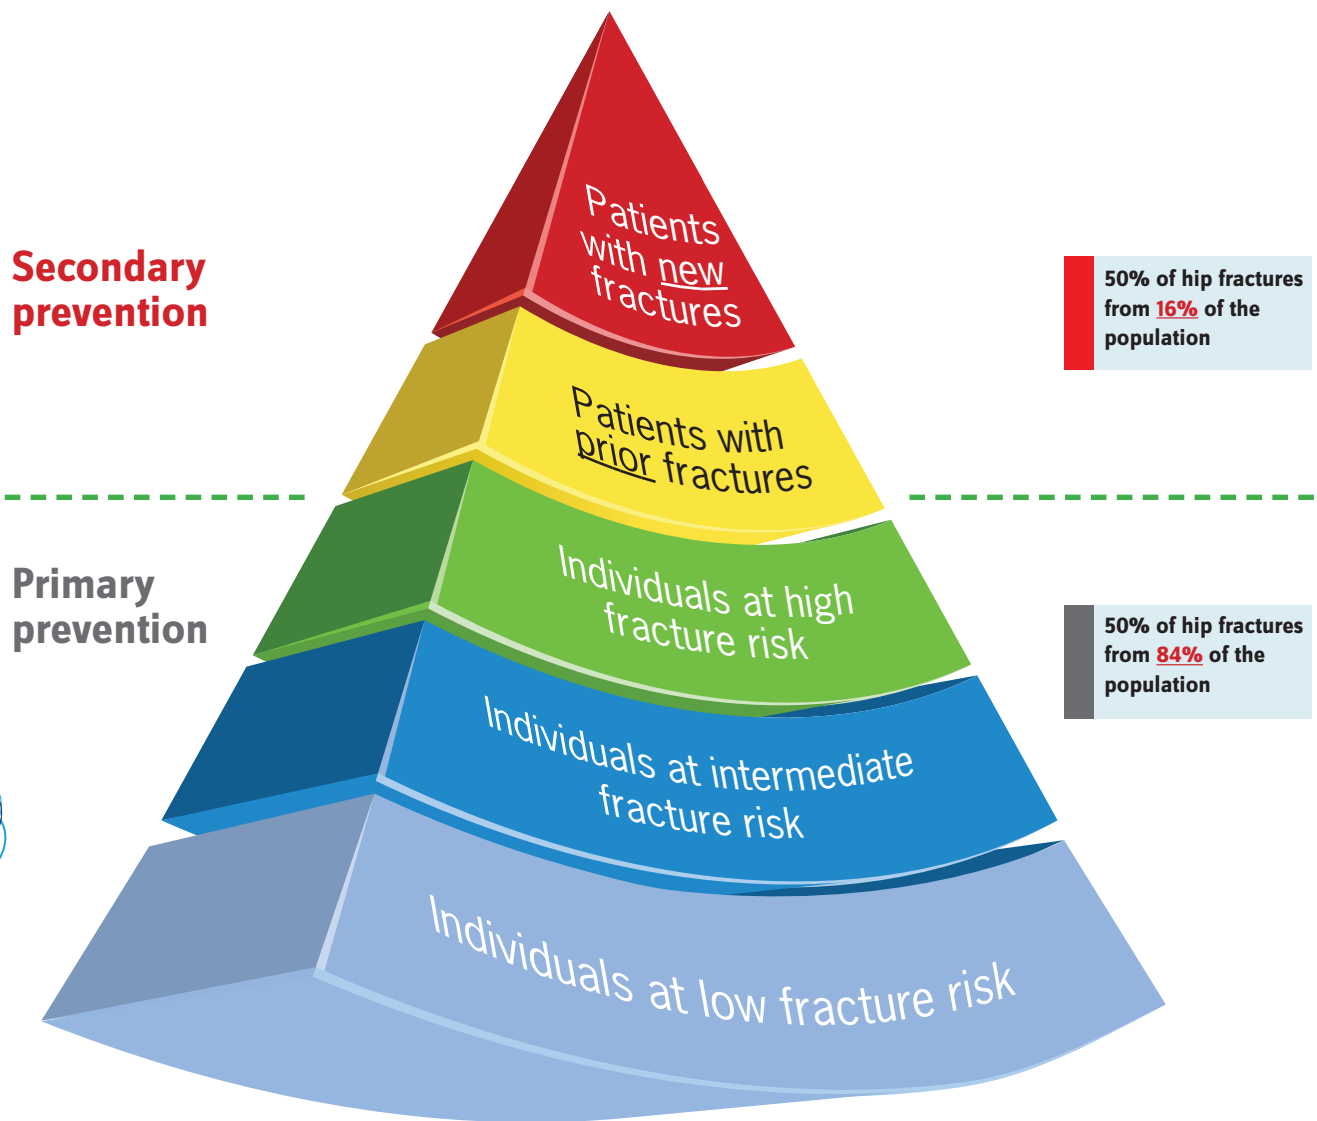 Patients
with new
fractures
Secondary
prevention
50% of hip fractures
from 16% of the
population
Patients with
prior fractures
Individuals at high
fracture risk
Primary
prevention
50% of hip fractures
from 84% of the
population
Individuals at intermediate
fracture risk
Individuals at low fracture risk